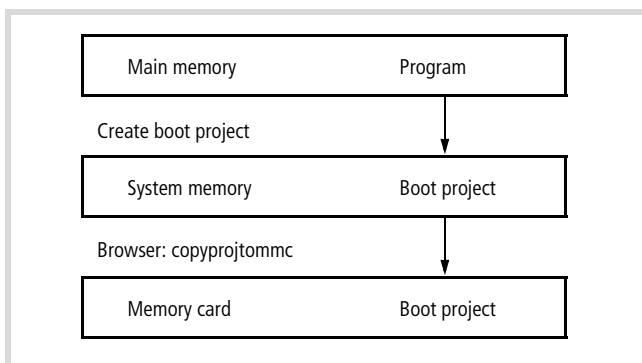 Main memory Program
Create boot project
System memory Boot project
Browser: copyprojtommc
Memory card Boot project